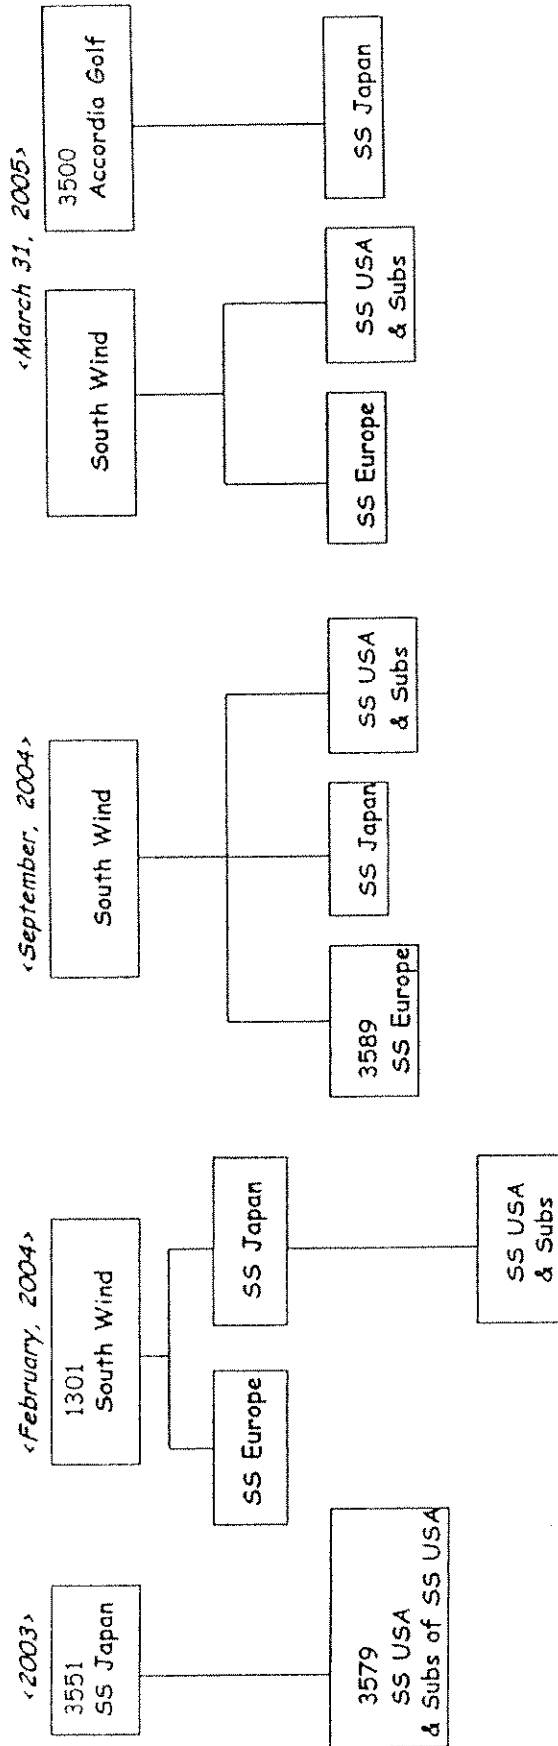 <2003>
3551
SS Japan
3579
SS USA
& Subs of SS USA
<February, 2004>
1301
South Wind
SS Europe
SS Japan
SS USA
& Subs
<September, 2004>
South Wind
3589
SS Europe
SS Japan
SS USA
& Subs
<March 31, 2005>
South Wind
SS Europe
SS USA
& Subs
3500
Accordia Golf
SS Japan